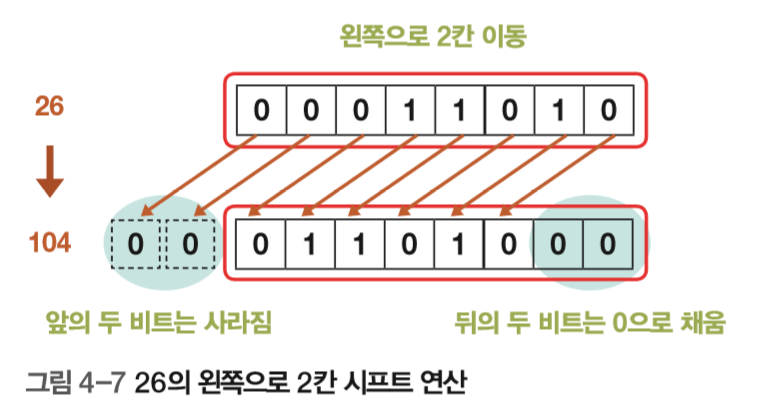 왼쪽으로 2칸 이동
26
0 0 0 1 1 0 1 0
104
0 0 0 1 1 0 1 0 0 0
앞의 두 비트는 사라짐
뒤의 두 비트는 0으로 채움
그림 4-7 26의 왼쪽으로 2칸 시프트 연산